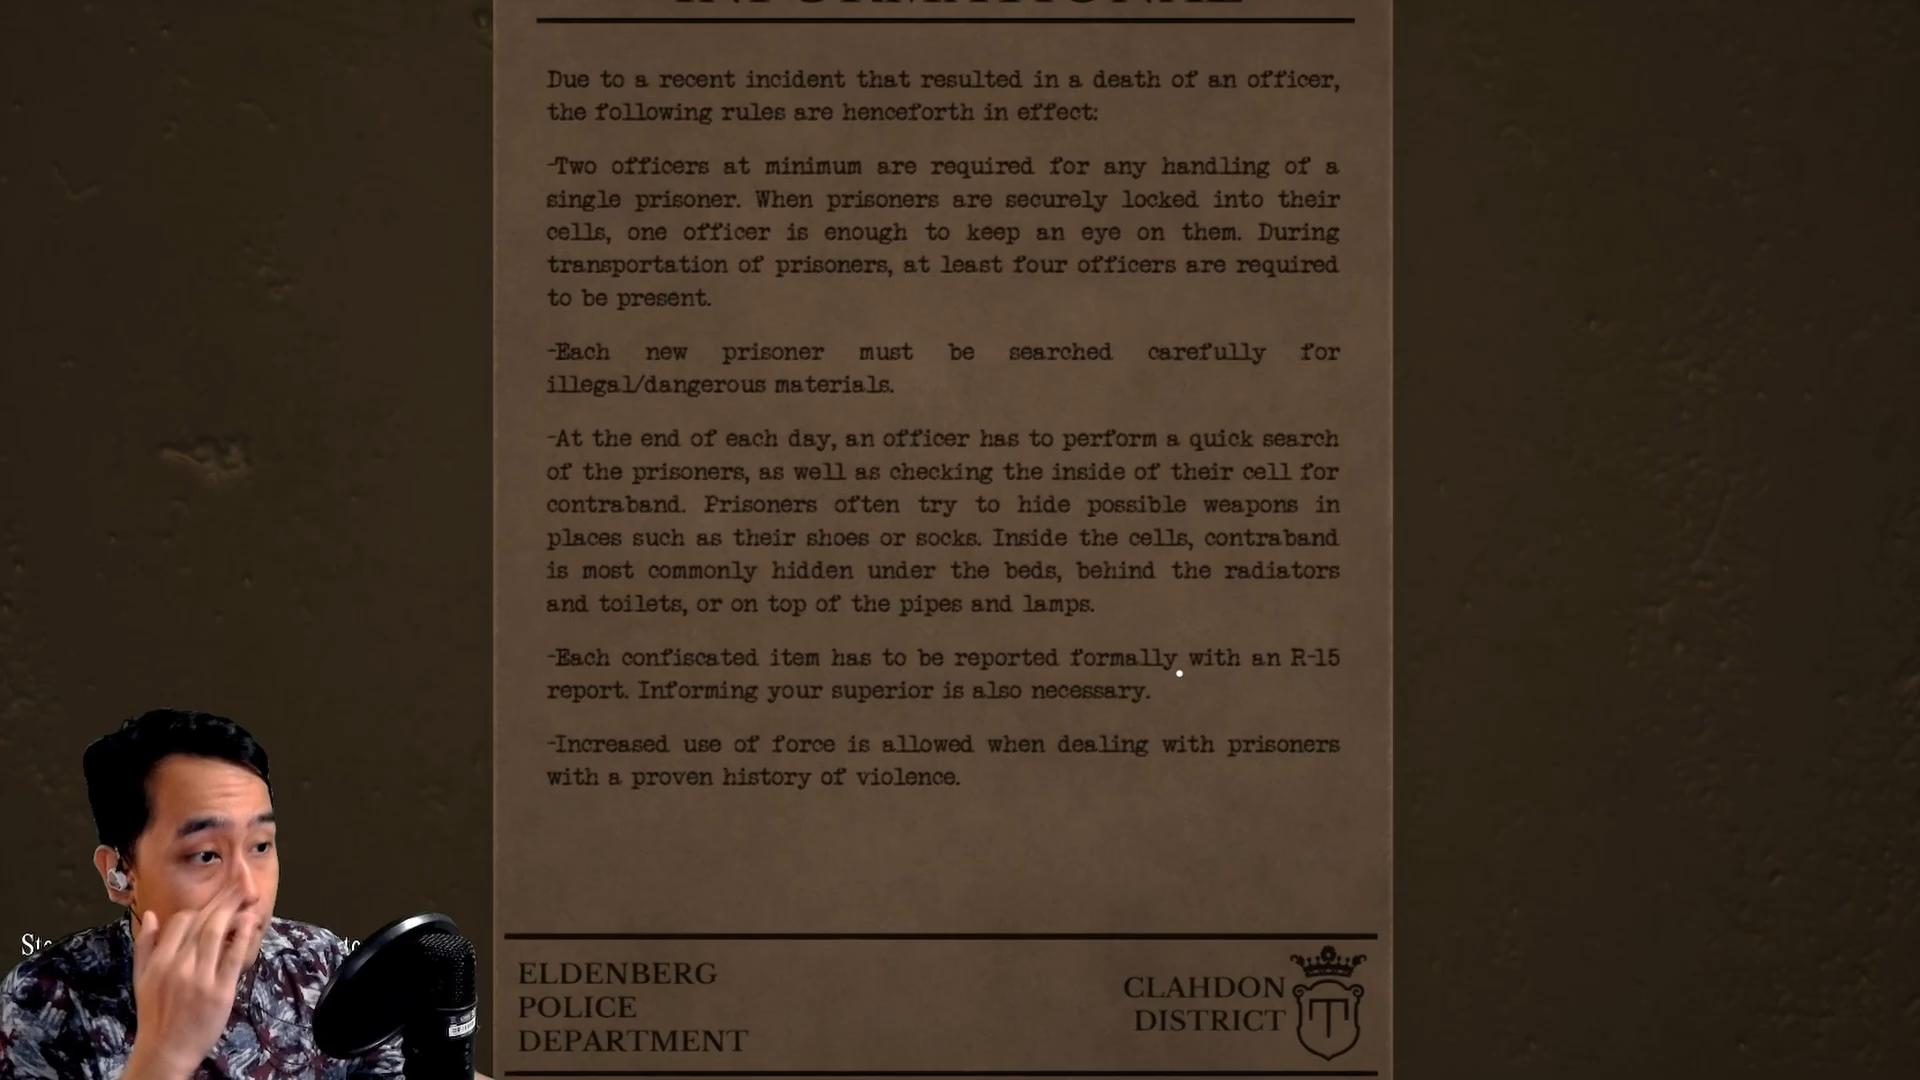 INFORMATIONAL
Due to a recent incident that resulted in a death of an officer,
the following rules are henceforth in effect:
-Two officers at minimum are required for any handling of a
single prisoner. When prisoners are securely locked into their
cells, one officer is enough to keep an eye on them. During
transportation of prisoners, at least four officers are required
to be present.
-Each new prisoner must be searched carefully for
illegal/dangerous materials.
-At the end of each day, an officer has to perform a quick search
of the prisoners, as well as checking the inside of their cell for
contraband. Prisoners often try to hide possible weapons in
places such as their shoes or socks. Inside the cells, contraband
is most commonly hidden under the beds, behind the radiators
and toilets, or on top of the pipes and lamps.
-Each confiscated item has to be reported formally with an R-15
report. Informing your superior is also necessary.
-Increased use of force is allowed when dealing with prisoners
with a proven history of violence.
ELDENBERG
POLICE
DEPARTMENT
CLAHDON
DISTRICT